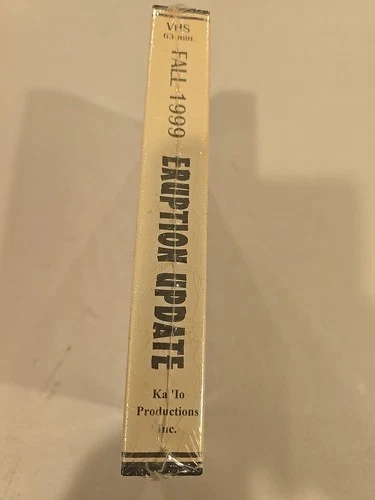 VHS
63 min.
FALL 1999
ERUPTION UPDATE
Ka 'Io
Productions
Inc.